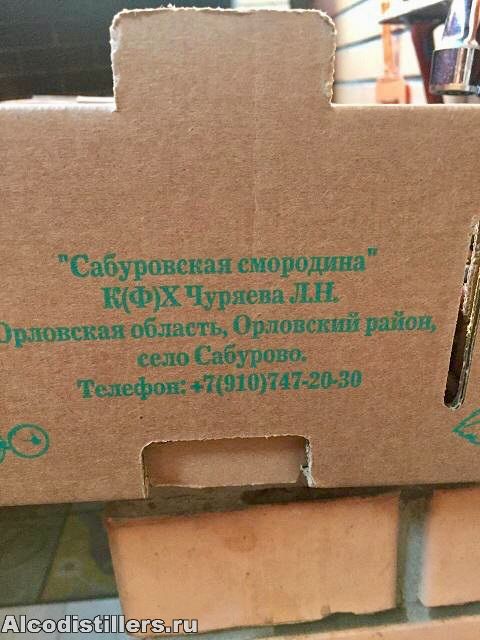 "Сабуровская смородина"
К(Ф)Х Чуряева Л.Н.
Орловская область, Орловский район,
село Сабурово.
Телефон: +7(910)747-20-30
Alcodistillers.ru